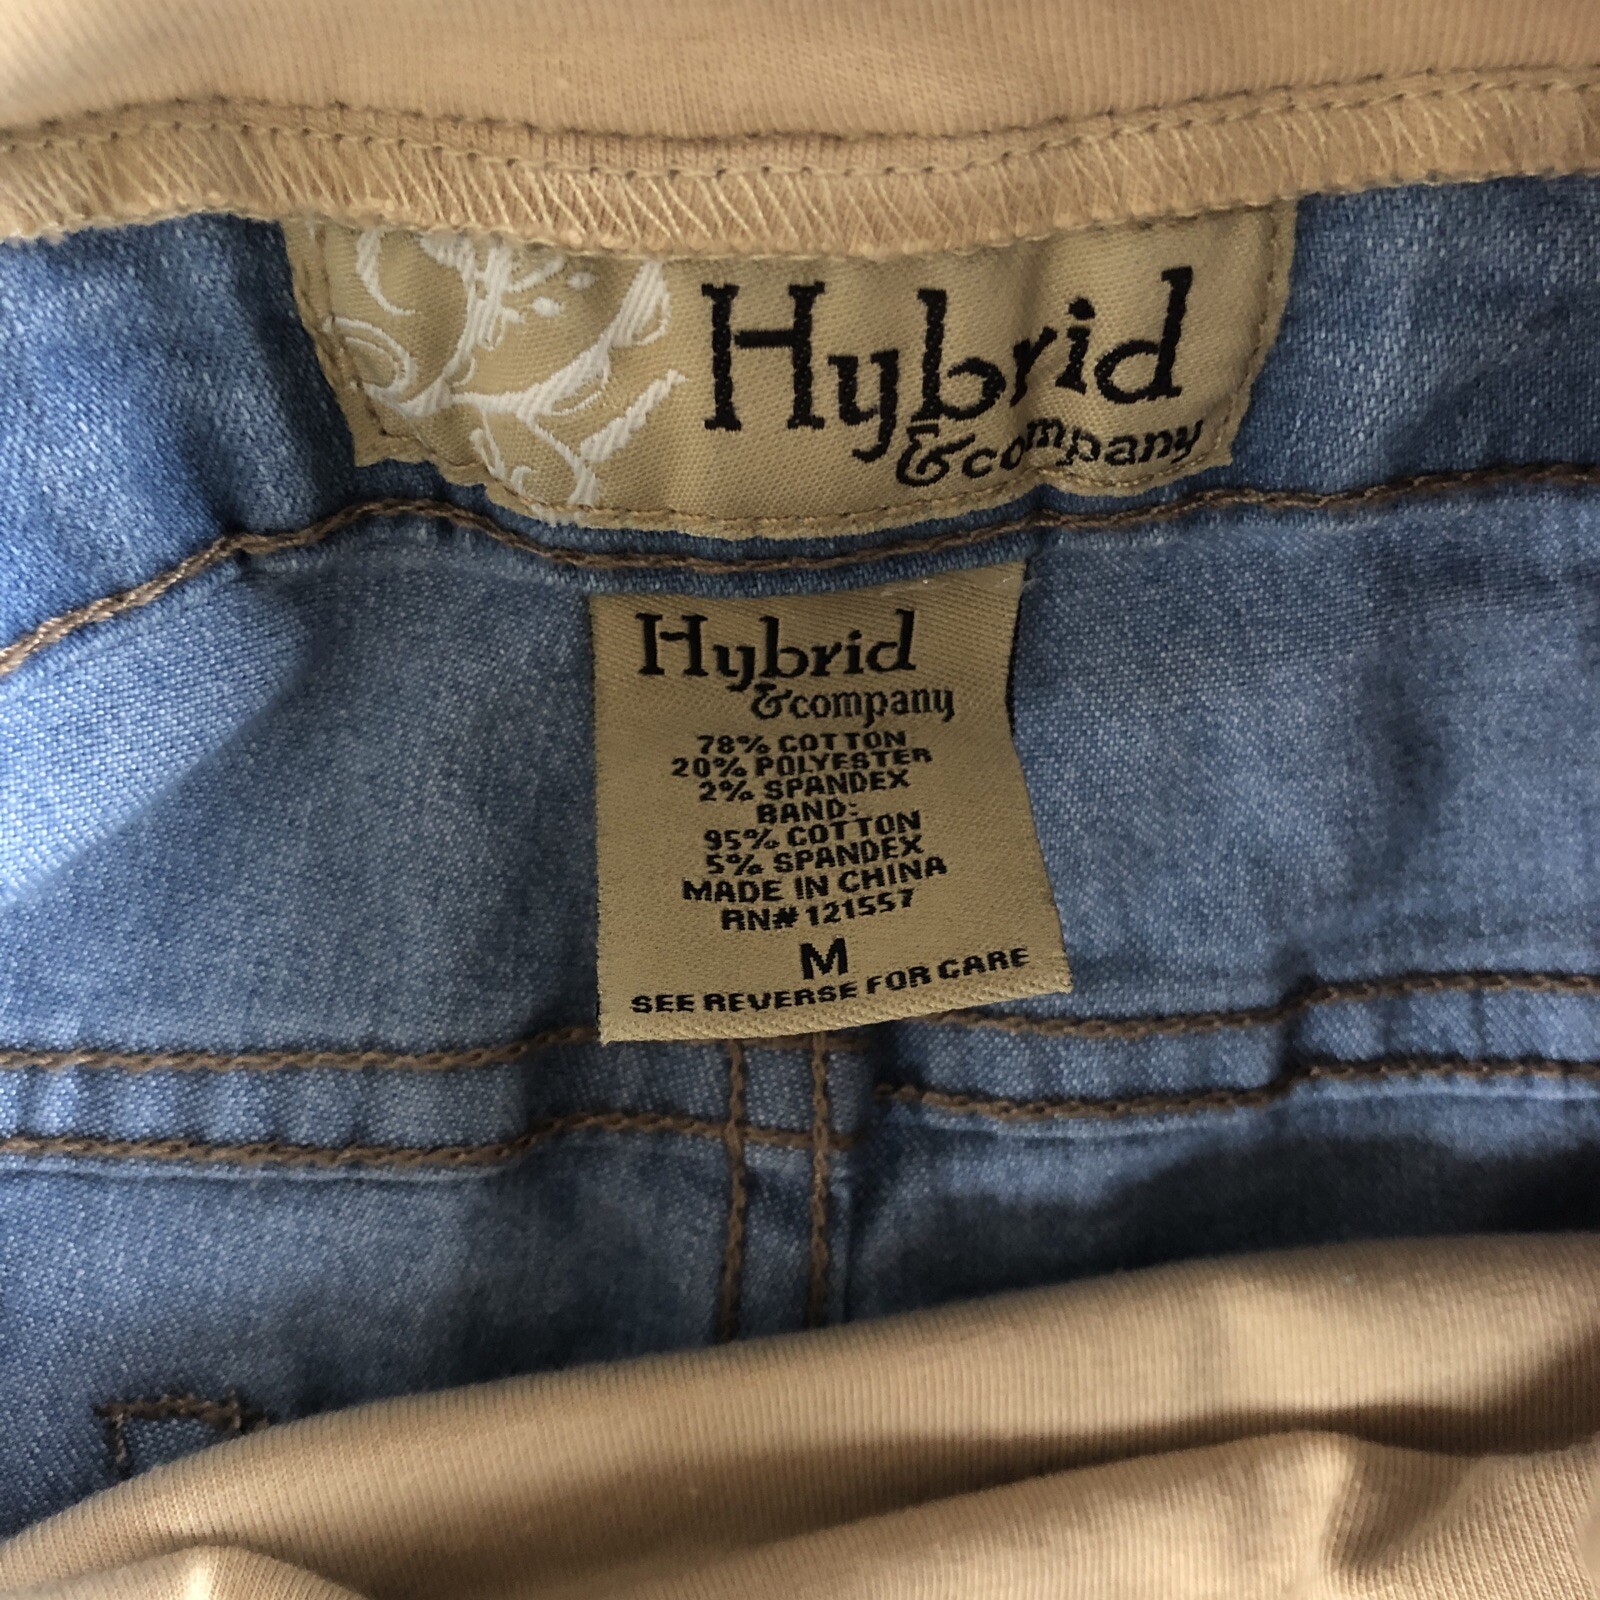 Hybrid
&company
Hybrid
&company
78% COTTON
20% POLYESTER
2% SPANDEX
BAND:
95% COTTON
5% SPANDEX
MADE IN CHINA
RN# 121557
M
SEE REVERSE FOR CARE